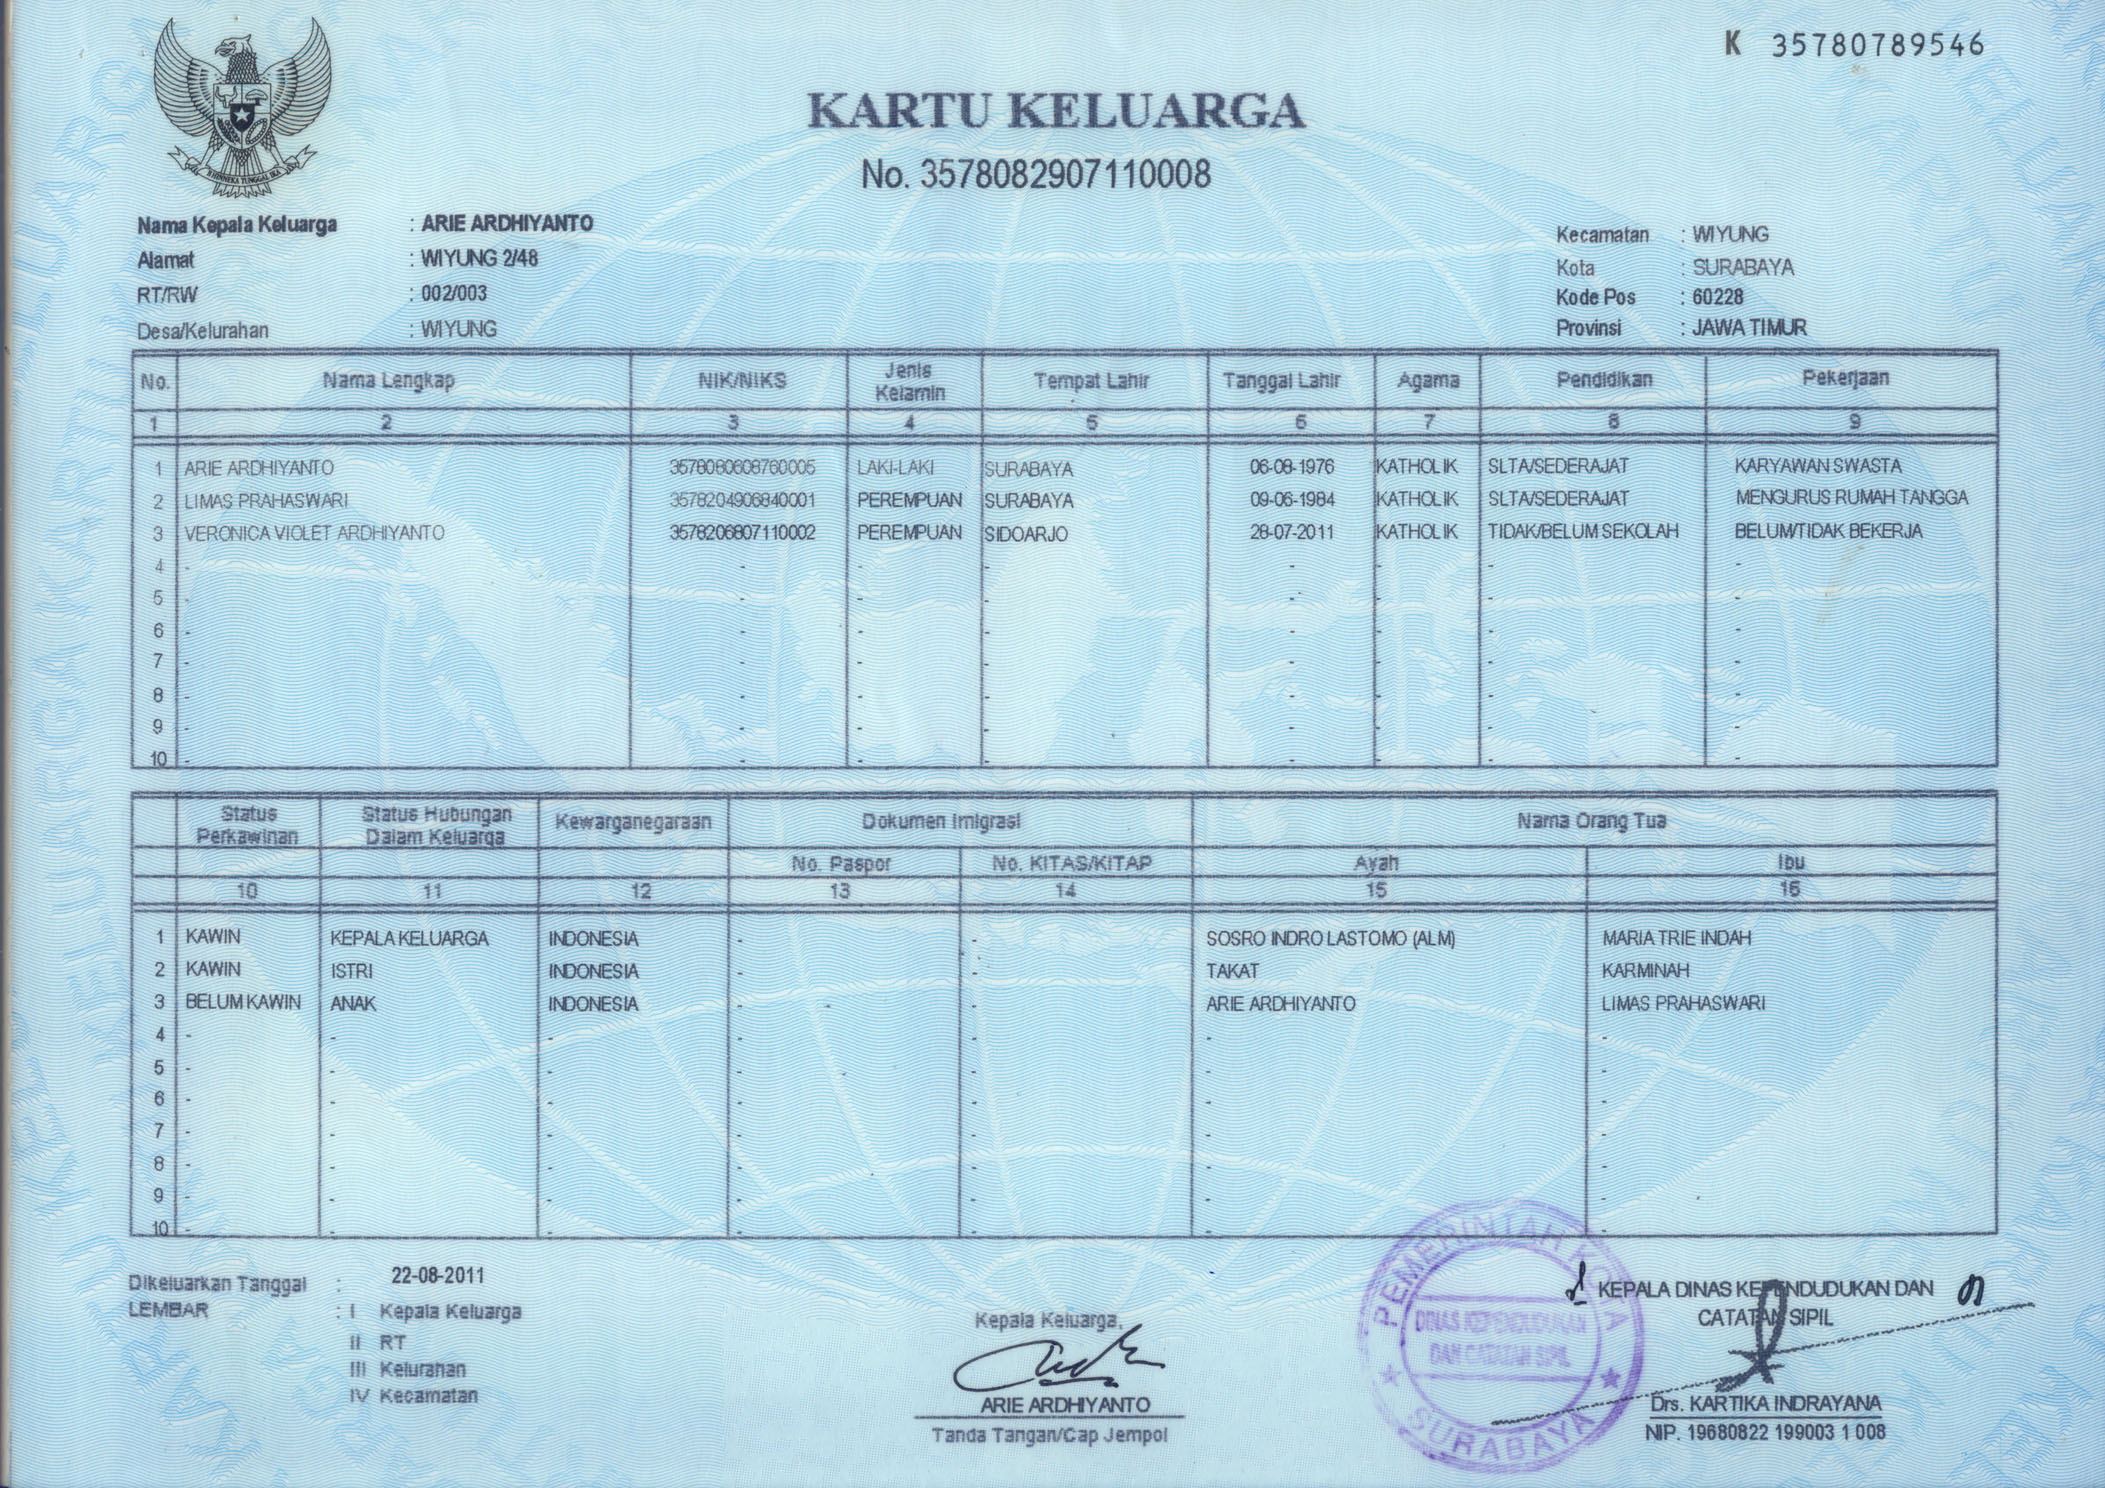 K 35780789546
BHINNEKA TUNGGAL IKA
KARTU KELUARGA
No. 3578082907110008
Nama Kepala Keluarga : ARIE ARDHIYANTO
Alamat : WIYUNG 2/48
RT/RW : 002/003
Desa/Kelurahan : WIYUNG
Kecamatan : WIYUNG
Kota : SURABAYA
Kode Pos : 60228
Provinsi : JAWA TIMUR
No. Nama Lengkap NIK/NIKS Jenis Kelamin Tempat Lahir Tanggal Lahir Agama Pendidikan Pekerjaan
1 2 3 4 5 6 7 8 9
1 ARIE ARDHIYANTO 3578080608760005 LAKI-LAKI SURABAYA 06-08-1976 KATHOLIK SLTA/SEDERAJAT KARYAWAN SWASTA
2 LIMAS PRAHASWARI 3578204906840001 PEREMPUAN SURABAYA 09-06-1984 KATHOLIK SLTA/SEDERAJAT MENGURUS RUMAH TANGGA
3 VERONICA VIOLET ARDHIYANTO 3578206807110002 PEREMPUAN SIDOARJO 28-07-2011 KATHOLIK TIDAK/BELUM SEKOLAH BELUM/TIDAK BEKERJA
4 - - - - - - - -
5 - - - - - - - -
6 - - - - - - - -
7 - - - - - - - -
8 - - - - - - - -
9 - - - - - - - -
10 - - - - - - - -
Status Perkawinan Status Hubungan Dalam Keluarga Kewarganegaraan Dokumen Imigrasi Nama Orang Tua
No. Paspor No. KITAS/KITAP Ayah Ibu
10 11 12 13 14 15 16
1 KAWIN KEPALA KELUARGA INDONESIA - - SOSRO INDRO LASTOMO (ALM) MARIA TRIE INDAH
2 KAWIN ISTRI INDONESIA - - TAKAT KARMINAH
3 BELUM KAWIN ANAK INDONESIA - - ARIE ARDHIYANTO LIMAS PRAHASWARI
4 - - - - - - -
5 - - - - - - -
6 - - - - - - -
7 - - - - - - -
8 - - - - - - -
9 - - - - - - -
10 - - - - - - -
Dikeluarkan Tanggal : 22-08-2011
LEMBAR : I Kepala Keluarga
II RT
III Kelurahan
IV Kecamatan
Kepala Keluarga,
ARIE ARDHIYANTO
Tanda Tangan/Cap Jempol
PEMERINTAH KOTA
DINAS KEPENDUDUKAN
DAN CATATAN SIPIL
SURABAYA
KEPALA DINAS KEPENDUDUKAN DAN
CATATAN SIPIL
Drs. KARTIKA INDRAYANA
NIP. 19680822 199003 1 008